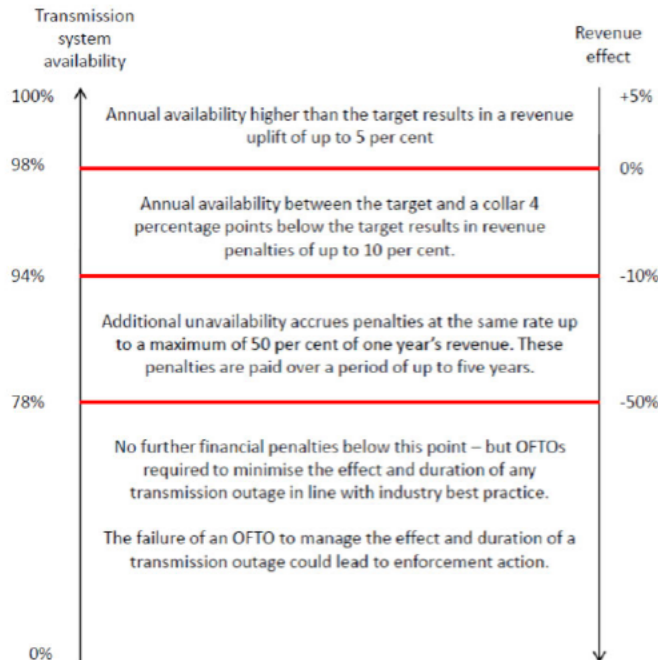 Transmission
system
availability
Revenue
effect
100%
+5%
Annual availability higher than the target results in a revenue
uplift of up to 5 per cent
98%
0%
Annual availability between the target and a collar 4
percentage points below the target results in revenue
penalties of up to 10 per cent.
94%
-10%
Additional unavailability accrues penalties at the same rate up
to a maximum of 50 per cent of one year's revenue. These
penalties are paid over a period of up to five years.
78%
-50%
No further financial penalties below this point – but OFTOs
required to minimise the effect and duration of any
transmission outage in line with industry best practice.
The failure of an OFTO to manage the effect and duration of a
transmission outage could lead to enforcement action.
0%